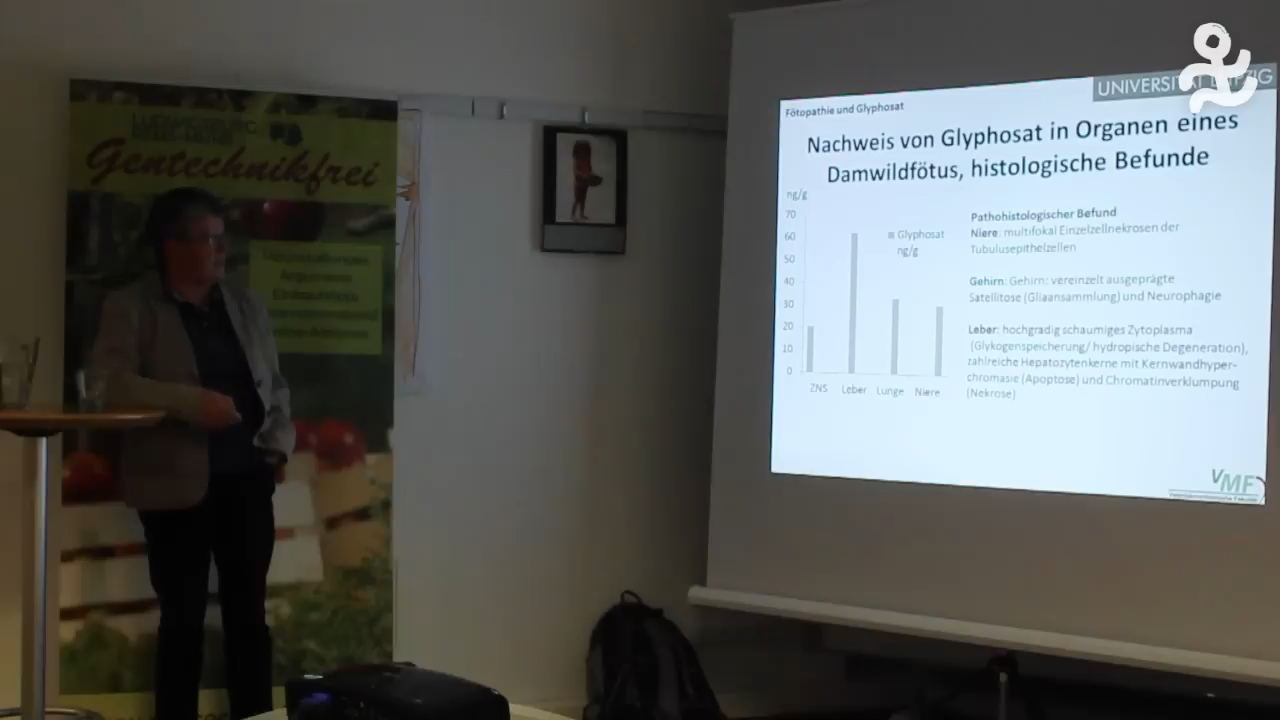 Gentechnikfrei
UNIVERSITÄT LEIPZIG
Fötopathie und Glyphosat
Nachweis von Glyphosat in Organen eines
Damwildfötus, histologische Befunde
ng/g
70
60
50
40
30
20
10
0
Glyphosat
ng/g
ZNS Leber Lunge Niere
Pathohistologischer Befund
Niere: multifokal Einzelzellnekrosen der
Tubulusepithelzellen
Gehirn: Gehirn: vereinzelt ausgeprägte
Satellitose (Gliaansammlung) und Neurophagie
Leber: hochgradig schaumiges Zytoplasma
(Glykogenspeicherung/ hydropische Degeneration),
zahlreiche Hepatozytenkerne mit Kernwandhyper-
chromasie (Apoptose) und Chromatinverklumpung
(Nekrose)
VMF